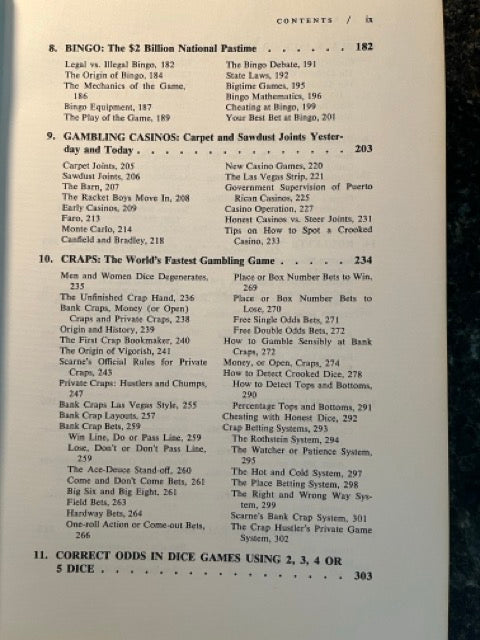 CONTENTS / ix
8. BINGO: The $2 Billion National Pastime . . . . . . 182
Legal vs. Illegal Bingo, 182
The Origin of Bingo, 184
The Mechanics of the Game,
186
Bingo Equipment, 187
The Play of the Game, 189
The Bingo Debate, 191
State Laws, 192
Bigtime Games, 195
Bingo Mathematics, 196
Cheating at Bingo, 199
Your Best Bet at Bingo, 201
9. GAMBLING CASINOS: Carpet and Sawdust Joints Yester-
day and Today . . . . . . . . . . . . . . . 203
Carpet Joints, 205
Sawdust Joints, 206
The Barn, 207
The Racket Boys Move In, 208
Early Casinos, 209
Faro, 213
Monte Carlo, 214
Canfield and Bradley, 218
New Casino Games, 220
The Las Vegas Strip, 221
Government Supervision of Puerto
Rican Casinos, 225
Casino Operation, 227
Honest Casinos vs. Steer Joints, 231
Tips on How to Spot a Crooked
Casino, 233
10. CRAPS: The World's Fastest Gambling Game . . . . . 234
Men and Women Dice Degenerates,
235
The Unfinished Crap Hand, 236
Bank Craps, Money (or Open)
Craps and Private Craps, 238
Origin and History, 239
The First Crap Bookmaker, 240
The Origin of Vigorish, 241
Scarne's Official Rules for Private
Craps, 243
Private Craps: Hustlers and Chumps,
247
Bank Craps Las Vegas Style, 255
Bank Crap Layouts, 257
Bank Crap Bets, 259
Win Line, Do or Pass Line, 259
Lose, Don't or Don't Pass Line,
259
The Ace-Deuce Stand-off, 260
Come and Don't Come Bets, 261
Big Six and Big Eight, 261
Field Bets, 263
Hardway Bets, 264
One-roll Action or Come-out Bets,
266
Place or Box Number Bets to Win,
269
Place or Box Number Bets to
Lose, 270
Free Single Odds Bets, 271
Free Double Odds Bets, 272
How to Gamble Sensibly at Bank
Craps, 272
Money, or Open, Craps, 274
How to Detect Crooked Dice, 278
How to Detect Tops and Bottoms,
290
Percentage Tops and Bottoms, 291
Cheating with Honest Dice, 292
Crap Betting Systems, 293
The Rothstein System, 294
The Watcher or Patience System,
295
The Hot and Cold System, 297
The Place Betting System, 298
The Right and Wrong Way Sys-
tem, 299
Scarne's Bank Crap System, 301
The Crap Hustler's Private Game
System, 302
11. CORRECT ODDS IN DICE GAMES USING 2, 3, 4 OR
5 DICE . . . . . . . . . . . . . . . . . 303